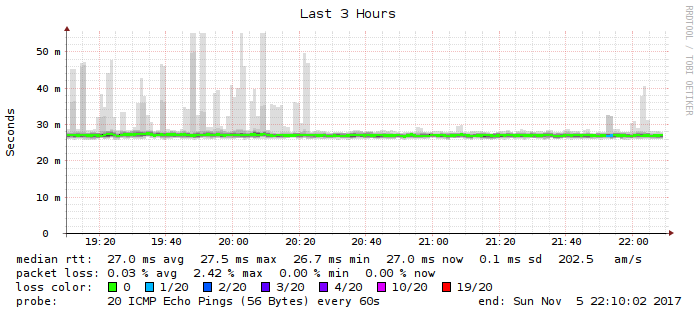 Last 3 Hours
RRDTOOL / TOBI OETIKER
Seconds
50 m
40 m
30 m
20 m
10 m
0
19:20 19:40 20:00 20:20 20:40 21:00 21:20 21:40 22:00
median rtt: 27.0 ms avg 27.5 ms max 26.7 ms min 27.0 ms now 0.1 ms sd 202.5 am/s
packet loss: 0.03 % avg 2.42 % max 0.00 % min 0.00 % now
loss color: 0 1/20 2/20 3/20 4/20 10/20 19/20
probe: 20 ICMP Echo Pings (56 Bytes) every 60s end: Sun Nov 5 22:10:02 2017